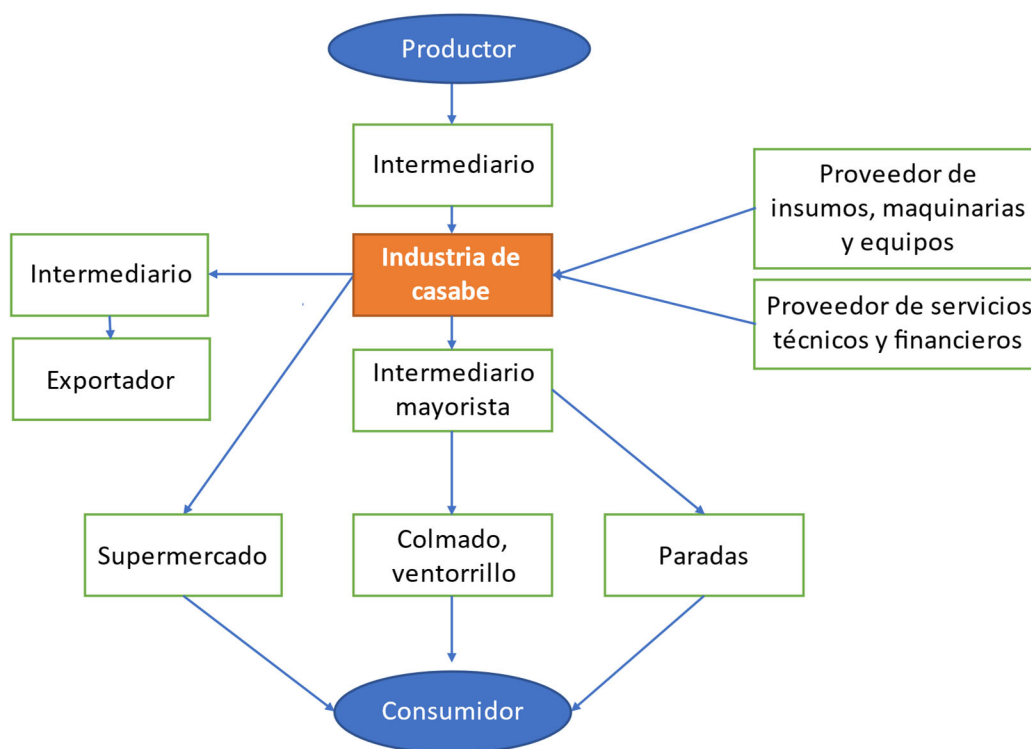 Productor
Intermediario
Proveedor de
insumos, maquinarias
y equipos
Intermediario
Industria de
casabe
Proveedor de servicios
técnicos y financieros
Exportador
Intermediario
mayorista
Supermercado
Colmado,
ventorrillo
Paradas
Consumidor